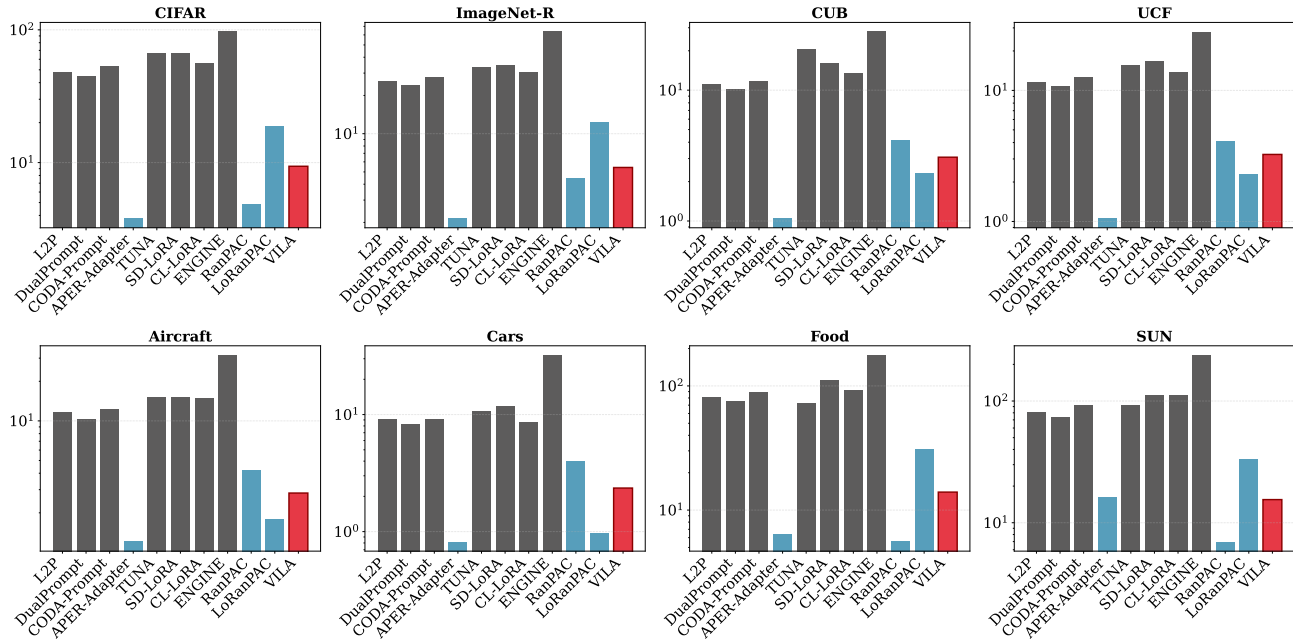 CIFAR
10²
10¹
L2P
DualPrompt
CODA-Prompt
APER-Adapter
TUNA
SD-LoRA
CL-LoRA
ENGINE
RanPAC
LoRanPAC
VILA
ImageNet-R
10¹
L2P
DualPrompt
CODA-Prompt
APER-Adapter
TUNA
SD-LoRA
CL-LoRA
ENGINE
RanPAC
LoRanPAC
VILA
CUB
10¹
10⁰
L2P
DualPrompt
CODA-Prompt
APER-Adapter
TUNA
SD-LoRA
CL-LoRA
ENGINE
RanPAC
LoRanPAC
VILA
UCF
10¹
10⁰
L2P
DualPrompt
CODA-Prompt
APER-Adapter
TUNA
SD-LoRA
CL-LoRA
ENGINE
RanPAC
LoRanPAC
VILA
Aircraft
10¹
L2P
DualPrompt
CODA-Prompt
APER-Adapter
TUNA
SD-LoRA
CL-LoRA
ENGINE
RanPAC
LoRanPAC
VILA
Cars
10¹
10⁰
L2P
DualPrompt
CODA-Prompt
APER-Adapter
TUNA
SD-LoRA
CL-LoRA
ENGINE
RanPAC
LoRanPAC
VILA
Food
10²
10¹
L2P
DualPrompt
CODA-Prompt
APER-Adapter
TUNA
SD-LoRA
CL-LoRA
ENGINE
RanPAC
LoRanPAC
VILA
SUN
10²
10¹
L2P
DualPrompt
CODA-Prompt
APER-Adapter
TUNA
SD-LoRA
CL-LoRA
ENGINE
RanPAC
LoRanPAC
VILA